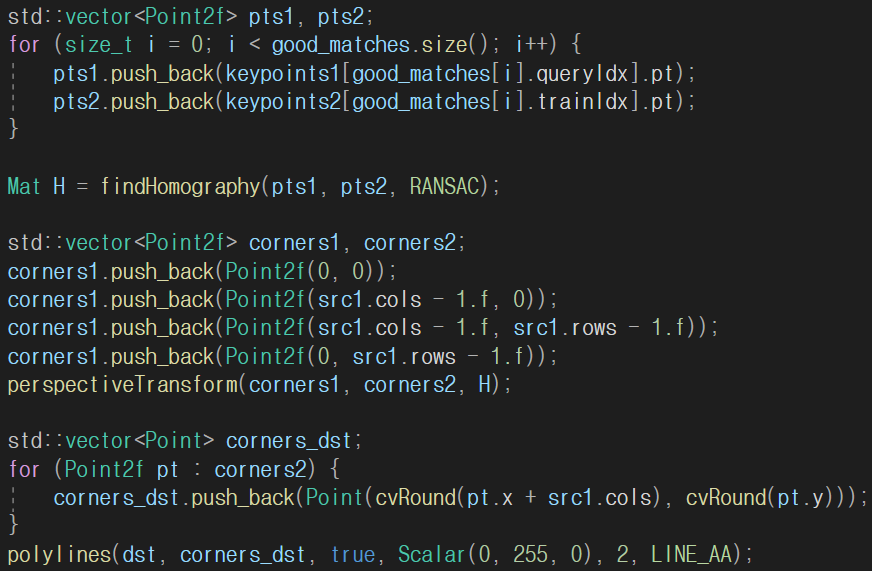 std::vector<Point2f> pts1, pts2;
for (size_t i = 0; i < good_matches.size(); i++) {
    pts1.push_back(keypoints1[good_matches[i].queryIdx].pt);
    pts2.push_back(keypoints2[good_matches[i].trainIdx].pt);
}

Mat H = findHomography(pts1, pts2, RANSAC);

std::vector<Point2f> corners1, corners2;
corners1.push_back(Point2f(0, 0));
corners1.push_back(Point2f(src1.cols - 1.f, 0));
corners1.push_back(Point2f(src1.cols - 1.f, src1.rows - 1.f));
corners1.push_back(Point2f(0, src1.rows - 1.f));
perspectiveTransform(corners1, corners2, H);

std::vector<Point> corners_dst;
for (Point2f pt : corners2) {
    corners_dst.push_back(Point(cvRound(pt.x + src1.cols), cvRound(pt.y)));
}
polylines(dst, corners_dst, true, Scalar(0, 255, 0), 2, LINE_AA);